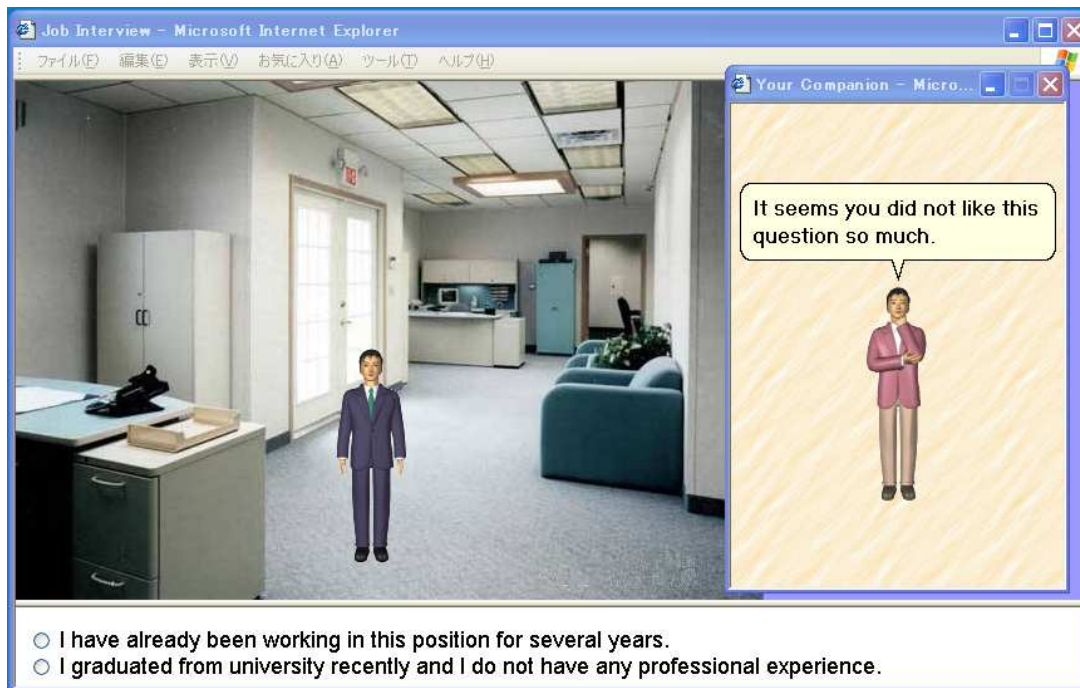 Job Interview - Microsoft Internet Explorer
ファイル(F) 編集(E) 表示(V) お気に入り(A) ツール(T) ヘルプ(H)
Your Companion - Micro...
It seems you did not like this
question so much.
I have already been working in this position for several years.
I graduated from university recently and I do not have any professional experience.